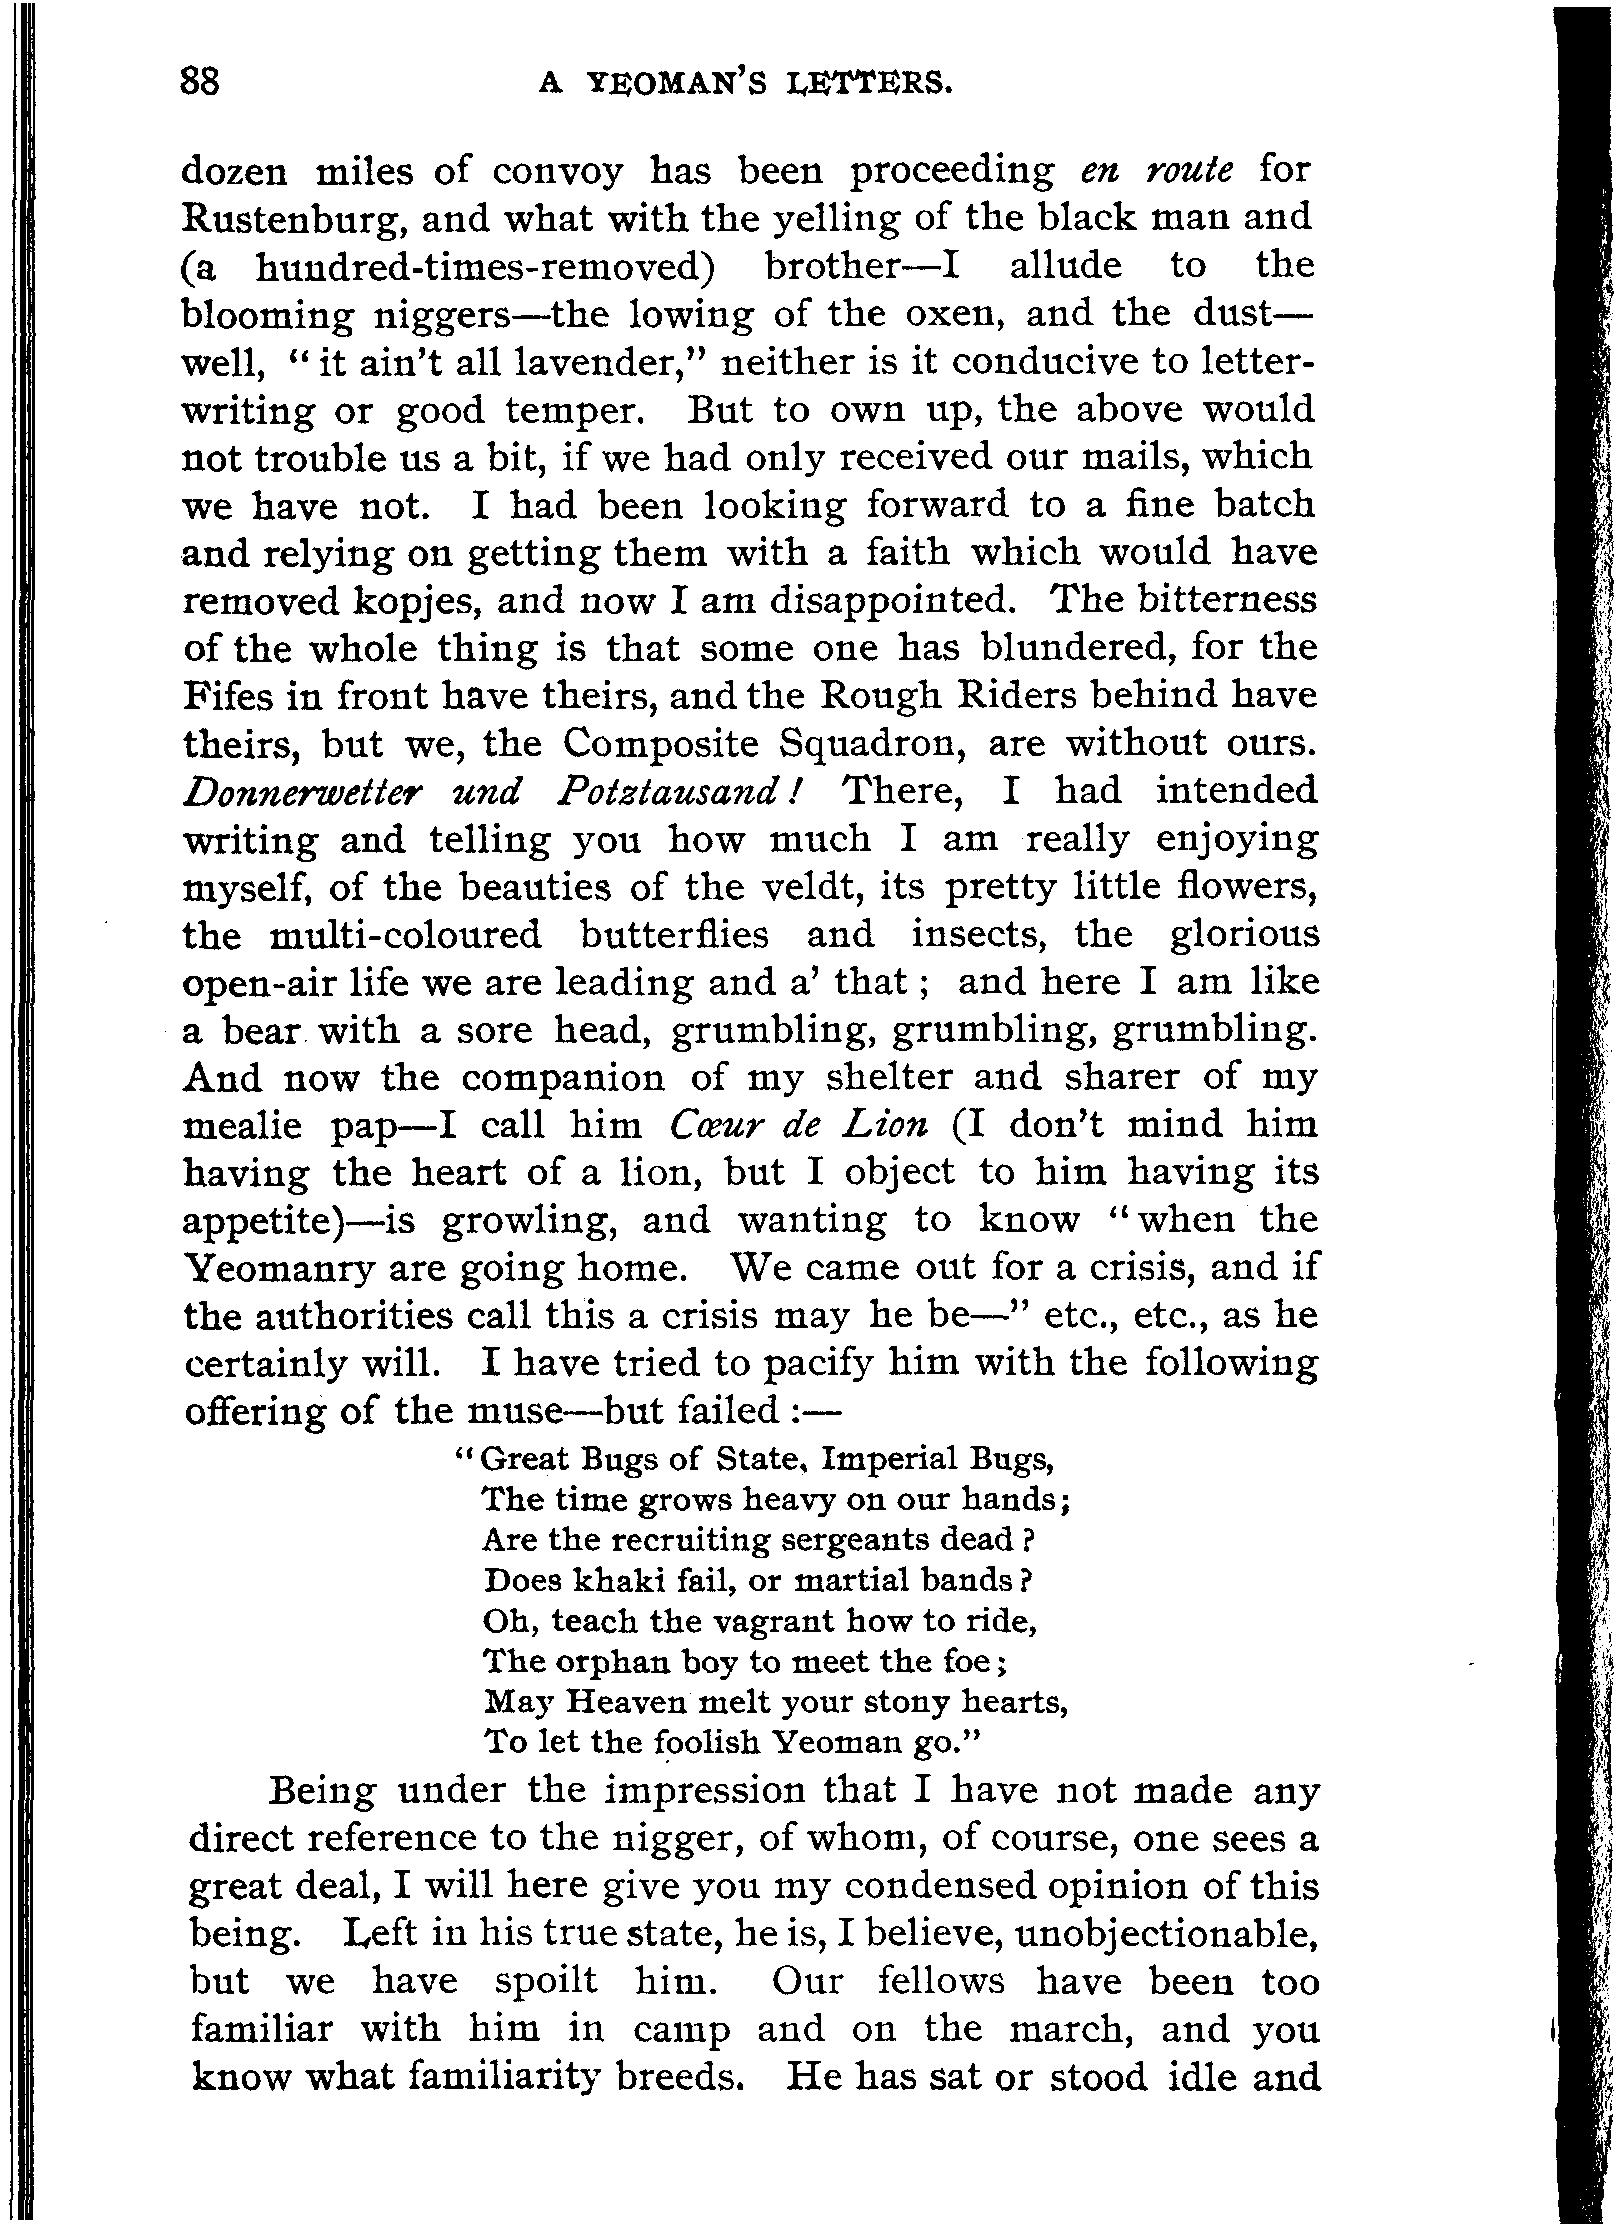 88 A YEOMAN'S LETTERS.
dozen miles of convoy has been proceeding en route for
Rustenburg, and what with the yelling of the black man and
(a hundred-times-removed) brother—I allude to the
blooming niggers—the lowing of the oxen, and the dust—
well, "it ain't all lavender," neither is it conducive to letter-
writing or good temper. But to own up, the above would
not trouble us a bit, if we had only received our mails, which
we have not. I had been looking forward to a fine batch
and relying on getting them with a faith which would have
removed kopjes, and now I am disappointed. The bitterness
of the whole thing is that some one has blundered, for the
Fifes in front have theirs, and the Rough Riders behind have
theirs, but we, the Composite Squadron, are without ours.
Donnerwetter und Potztausand! There, I had intended
writing and telling you how much I am really enjoying
myself, of the beauties of the veldt, its pretty little flowers,
the multi-coloured butterflies and insects, the glorious
open-air life we are leading and a' that; and here I am like
a bear with a sore head, grumbling, grumbling, grumbling.
And now the companion of my shelter and sharer of my
mealie pap—I call him Cœur de Lion (I don't mind him
having the heart of a lion, but I object to him having its
appetite)—is growling, and wanting to know "when the
Yeomanry are going home. We came out for a crisis, and if
the authorities call this a crisis may he be—" etc., etc., as he
certainly will. I have tried to pacify him with the following
offering of the muse—but failed:—
"Great Bugs of State, Imperial Bugs,
The time grows heavy on our hands;
Are the recruiting sergeants dead?
Does khaki fail, or martial bands?
Oh, teach the vagrant how to ride,
The orphan boy to meet the foe;
May Heaven melt your stony hearts,
To let the foolish Yeoman go."
Being under the impression that I have not made any
direct reference to the nigger, of whom, of course, one sees a
great deal, I will here give you my condensed opinion of this
being. Left in his true state, he is, I believe, unobjectionable,
but we have spoilt him. Our fellows have been too
familiar with him in camp and on the march, and you
know what familiarity breeds. He has sat or stood idle and